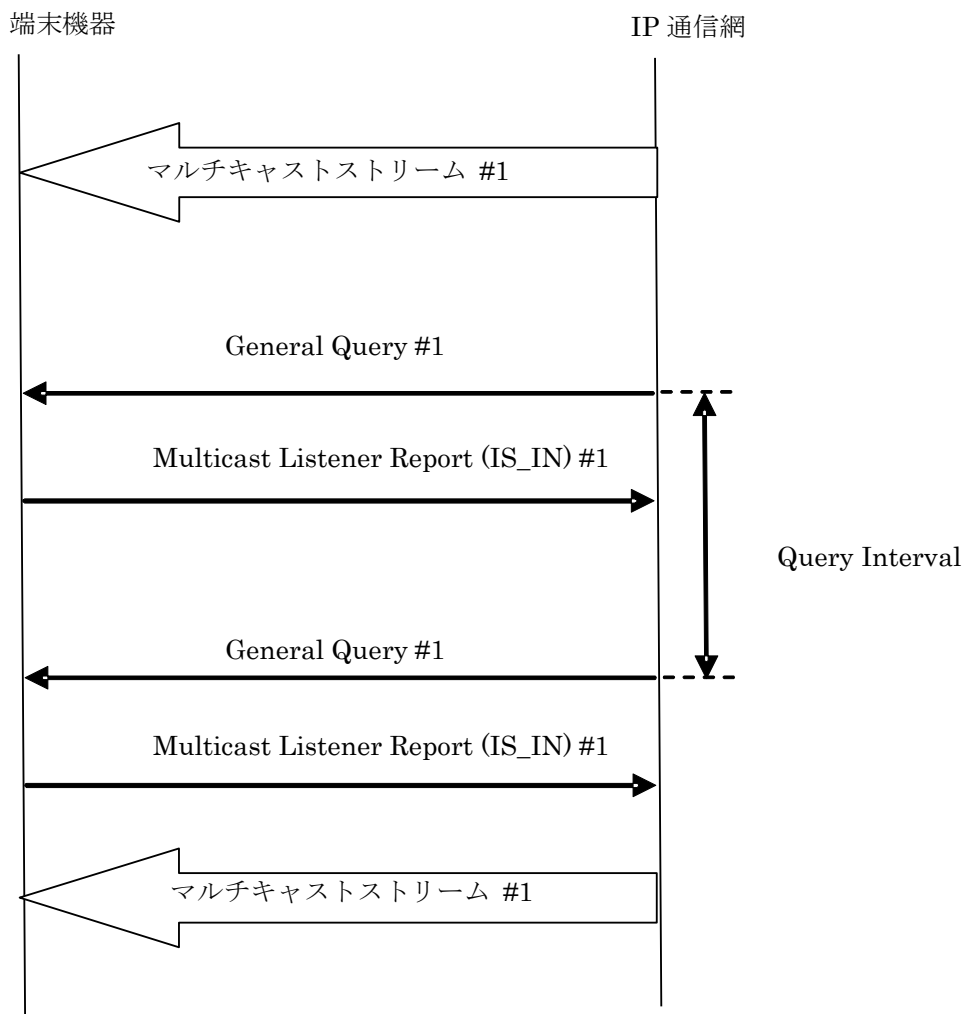 端末機器
IP 通信網
マルチキャストストリーム #1
General Query #1
Multicast Listener Report (IS_IN) #1
Query Interval
General Query #1
Multicast Listener Report (IS_IN) #1
マルチキャストストリーム #1